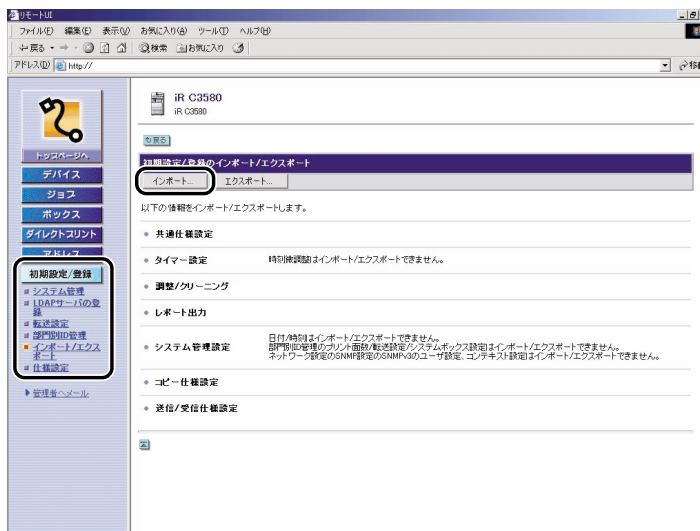 リモートUI
ファイル(F) 編集(E) 表示(V) お気に入り(A) ツール(T) ヘルプ(H)
戻る 検索 お気に入り
アドレス(D) http:// 移動
iR C3580
iR C3580
戻る
トップページへ
デバイス
ジョブ
ボックス
ダイレクトプリント
アドレス
初期設定/登録
システム管理
LDAPサーバの登
録
転送設定
部門別ID管理
インポート/エクス
ポート
仕様設定
管理者へメール
初期設定/登録のインポート/エクスポート
インポート... エクスポート...
以下の情報をインポート/エクスポートします。
共通仕様設定
タイマー設定 時刻微調整はインポート/エクスポートできません。
調整/クリーニング
レポート出力
システム管理設定 日付/時刻はインポート/エクスポートできません。
部門別ID管理のプリント面数/転送設定/システムボックス設定はインポート/エクスポートできません。
ネットワーク設定のSNMP設定のSNMPv3のユーザ設定、コンテキスト設定はインポート/エクスポートできません。
コピー仕様設定
送信/受信仕様設定